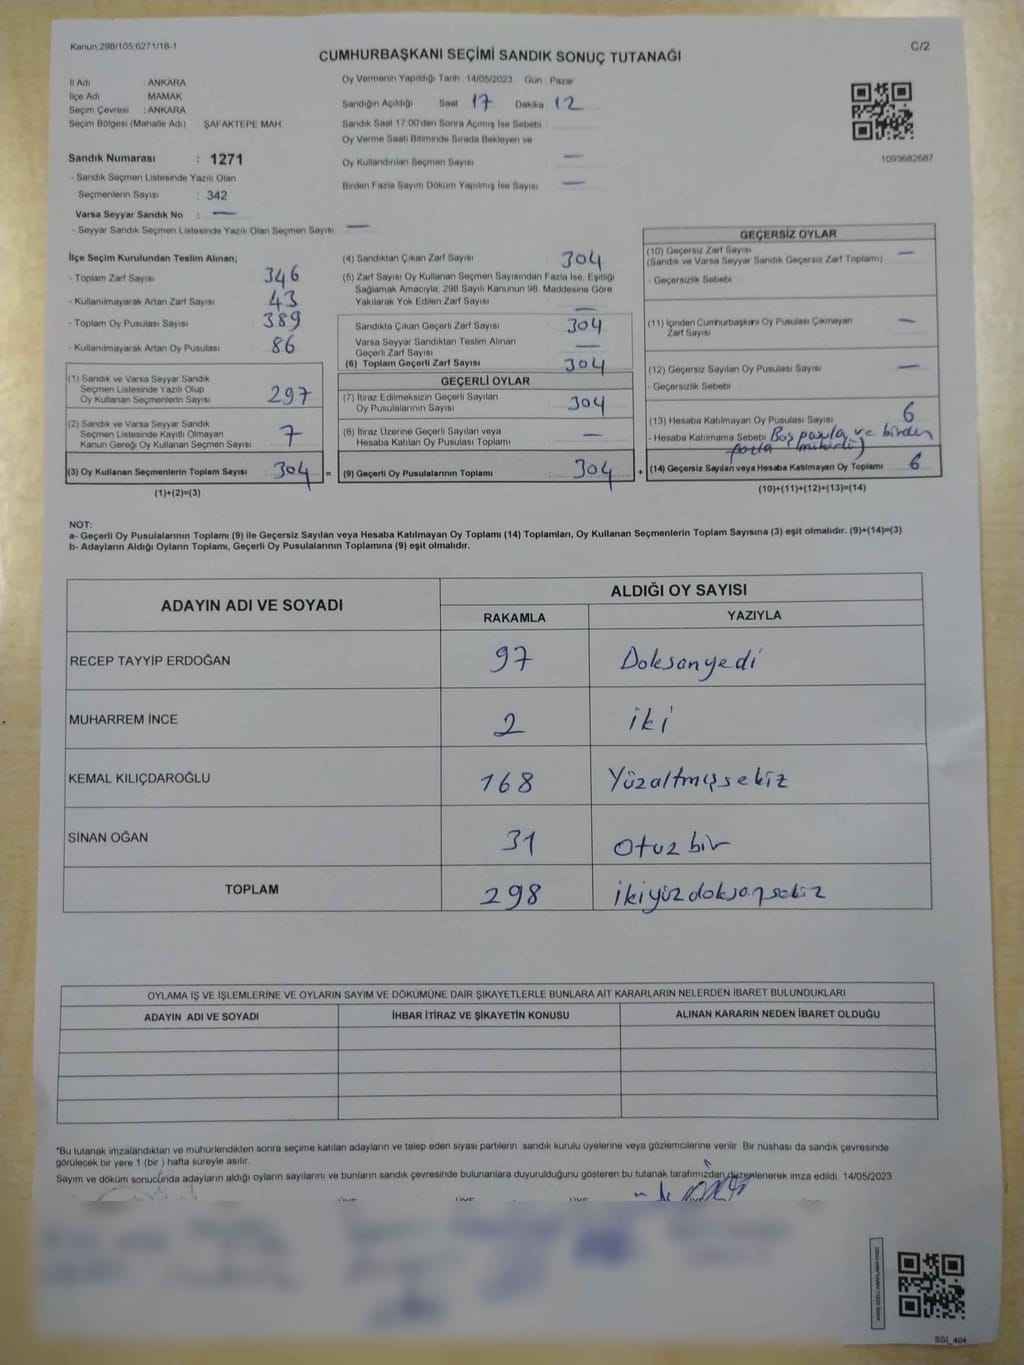 Kanun:298/105;6271/18-1
C/2
CUMHURBAŞKANI SEÇİMİ SANDIK SONUÇ TUTANAĞI
İl Adı : ANKARA
İlçe Adı : MAMAK
Seçim Çevresi : ANKARA
Seçim Bölgesi (Mahalle Adı) : ŞAFAKTEPE MAH.
Sandık Numarası : 1271
- Sandık Seçmen Listesinde Yazılı Olan
Seçmenlerin Sayısı : 342
Varsa Seyyar Sandık No : —
- Seyyar Sandık Seçmen Listesinde Yazılı Olan Seçmen Sayısı : —
Oy Vermenin Yapıldığı Tarih : 14/05/2023 Gün : Pazar
Sandığın Açıldığı Saat 17 Dakika 12
Sandık Saat 17:00'den Sonra Açılmış İse Sebebi
Oy Verme Saati Bitiminde Sırada Bekleyen ve
Oy Kullandırılan Seçmen Sayısı —
Birden Fazla Sayım Döküm Yapılmış İse Sayısı —
1093682687
İlçe Seçim Kurulundan Teslim Alınan;
- Toplam Zarf Sayısı : 346
- Kullanılmayarak Artan Zarf Sayısı : 43
- Toplam Oy Pusulası Sayısı : 389
- Kullanılmayarak Artan Oy Pusulası : 86
(1) Sandık ve Varsa Seyyar Sandık
Seçmen Listesinde Yazılı Olup
Oy Kullanan Seçmenlerin Sayısı : 297
(2) Sandık ve Varsa Seyyar Sandık
Seçmen Listesinde Kayıtlı Olmayan
Kanun Gereği Oy Kullanan Seçmen Sayısı : 7
(3) Oy Kullanan Seçmenlerin Toplam Sayısı : 304 =
(1)+(2)=(3)
(4) Sandıktan Çıkan Zarf Sayısı : 304
(5) Zarf Sayısı Oy Kullanan Seçmen Sayısından Fazla İse, Eşitliği
Sağlamak Amacıyla, 298 Sayılı Kanunun 98. Maddesine Göre
Yakılarak Yok Edilen Zarf Sayısı : —
Sandıkta Çıkan Geçerli Zarf Sayısı : 304
Varsa Seyyar Sandıktan Teslim Alınan
Geçerli Zarf Sayısı : —
(6) Toplam Geçerli Zarf Sayısı : 304
GEÇERLİ OYLAR
(7) İtiraz Edilmeksizin Geçerli Sayılan
Oy Pusulalarının Sayısı : 304
(8) İtiraz Üzerine Geçerli Sayılan veya
Hesaba Katılan Oy Pusulası Toplamı : —
(9) Geçerli Oy Pusulalarının Toplamı : 304 +
GEÇERSİZ OYLAR
(10) Geçersiz Zarf Sayısı : —
(Sandık ve Varsa Seyyar Sandık Geçersiz Zarf Toplamı)
- Geçersizlik Sebebi
(11) İçinden Cumhurbaşkanı Oy Pusulası Çıkmayan : —
Zarf Sayısı
(12) Geçersiz Sayılan Oy Pusulası Sayısı : —
- Geçersizlik Sebebi
(13) Hesaba Katılmayan Oy Pusulası Sayısı : 6
- Hesaba Katılmama Sebebi Boş pusula, ve birden
fazla mühürlü)
(14) Geçersiz Sayılan veya Hesaba Katılmayan Oy Toplamı : 6
(10)+(11)+(12)+(13)=(14)
NOT:
a- Geçerli Oy Pusulalarının Toplamı (9) ile Geçersiz Sayılan veya Hesaba Katılmayan Oy Toplamı (14) Toplamları, Oy Kullanan Seçmenlerin Toplam Sayısına (3) eşit olmalıdır. (9)+(14)=(3)
b- Adayların Aldığı Oyların Toplamı, Geçerli Oy Pusulalarının Toplamına (9) eşit olmalıdır.
ADAYIN ADI VE SOYADI ALDIĞI OY SAYISI
RAKAMLA YAZIYLA
RECEP TAYYİP ERDOĞAN 97 Doksanyedi
MUHARREM İNCE 2 iki
KEMAL KILIÇDAROĞLU 168 Yüzaltmışsekiz
SİNAN OĞAN 31 otuz bir
TOPLAM 298 ikiyüzdoksansekiz
OYLAMA İŞ VE İŞLEMLERİNE VE OYLARIN SAYIM VE DÖKÜMÜNE DAİR ŞİKAYETLERLE BUNLARA AİT KARARLARIN NELERDEN İBARET BULUNDUKLARI
ADAYIN ADI VE SOYADI İHBAR İTİRAZ VE ŞİKAYETİN KONUSU ALINAN KARARIN NEDEN İBARET OLDUĞU
*Bu tutanak imzalandıktan ve mühürlendikten sonra seçime katılan adayların ve talep eden siyasi partilerin sandık kurulu üyelerine veya gözlemcilerine verilir. Bir nüshası da sandık çevresinde
görülecek bir yere 1 (bir ) hafta süreyle asılır.
Sayım ve döküm sonucunda adayların aldığı oyların sayılarını ve bunların sandık çevresinde bulunanlara duyurulduğunu gösteren bu tutanak tarafımızdan düzenlenerek imza edildi. 14/05/2023
SSI_404